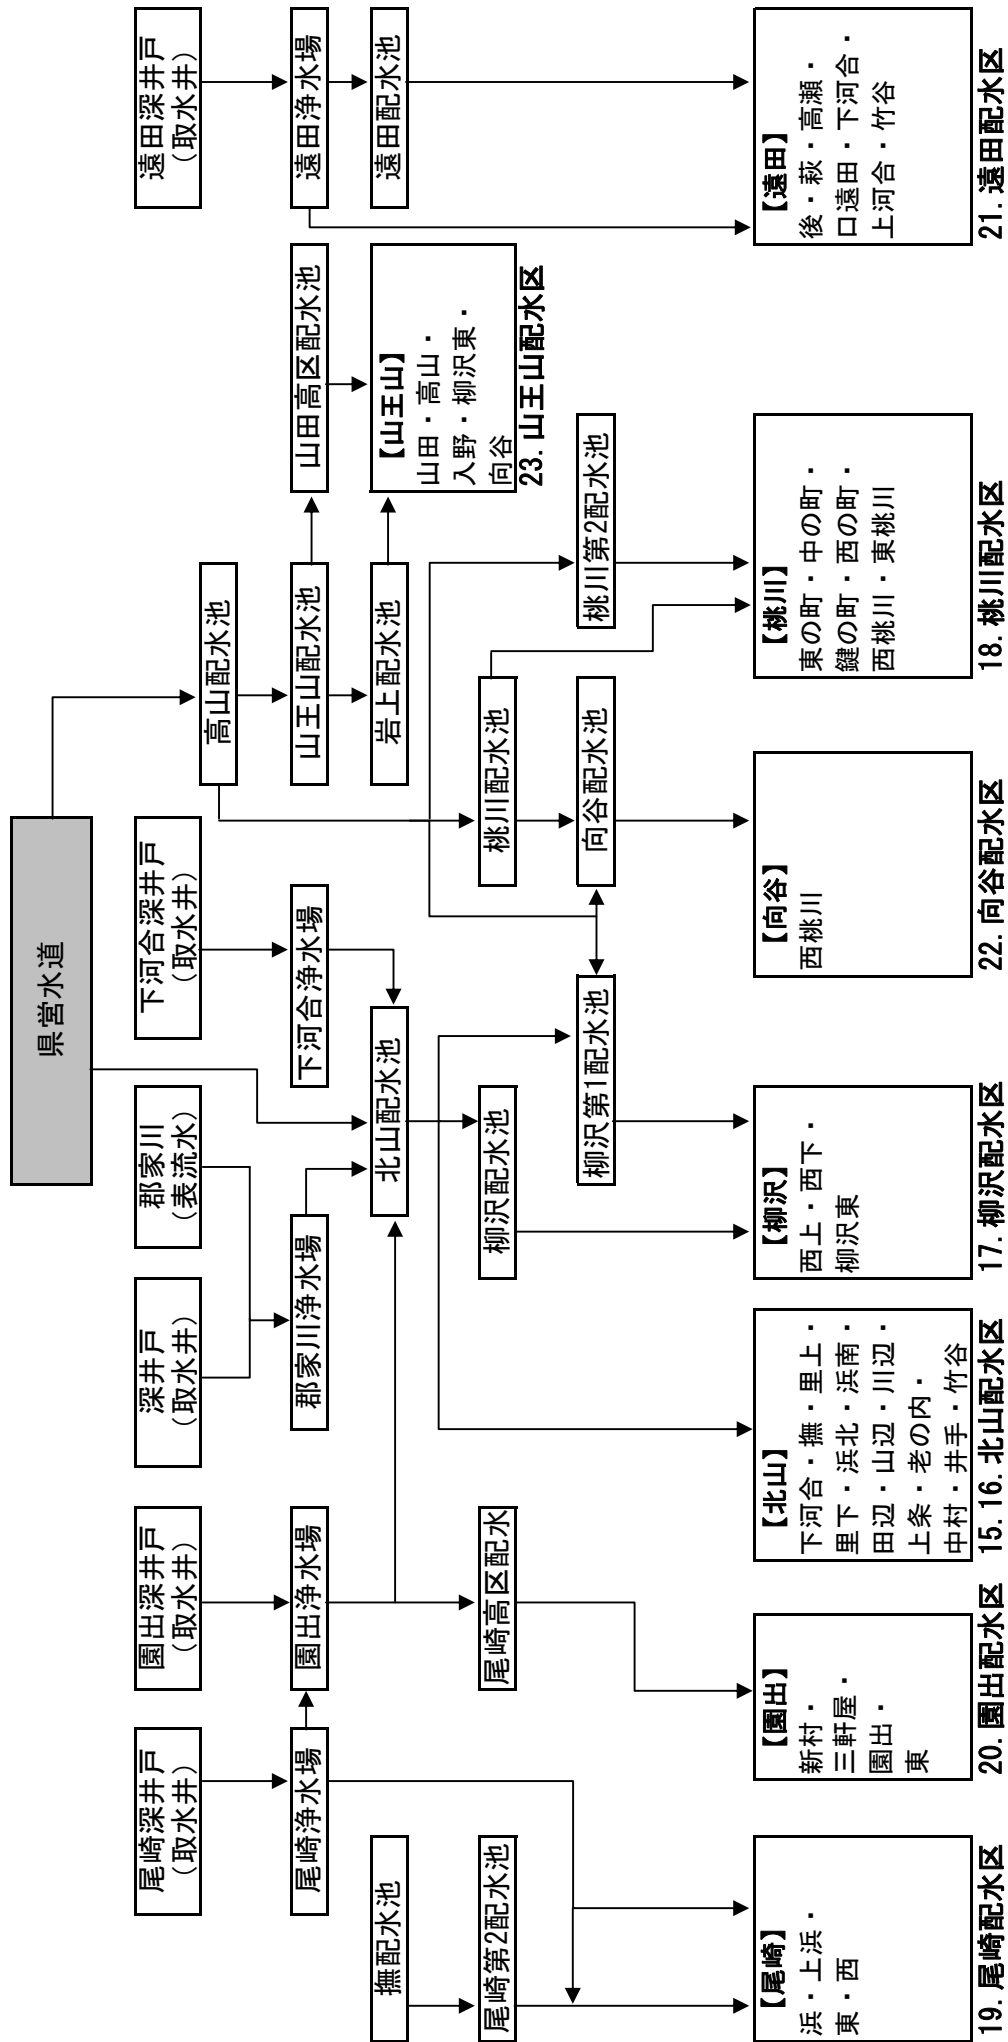 県営水道
尾崎深井戸
（取水井）
園出深井戸
（取水井）
深井戸
（取水井）
郡家川
（表流水）
下河合深井戸
（取水井）
遠田深井戸
（取水井）
高山配水池
尾崎浄水場
園出浄水場
郡家川浄水場
下河合浄水場
山王山配水池
山田高区配水池
遠田浄水場
撫配水池
北山配水池
岩上配水池
遠田配水池
【山王山】
山田・高山・
入野・柳沢東・
向谷
23. 山王山配水区
尾崎第2配水池
尾崎高区配水
柳沢配水池
桃川配水池
柳沢第1配水池
向谷配水池
桃川第2配水池
【尾崎】
浜・上浜・
東・西
19. 尾崎配水区
【園出】
新村・
三軒屋・
園出・
東
20. 園出配水区
【北山】
下河合・撫・里上・
里下・浜北・浜南・
田辺・山辺・川辺・
上条・老の内・
中村・井手・竹谷
15. 16. 北山配水区
【柳沢】
西上・西下・
柳沢東
17. 柳沢配水区
【向谷】
西桃川
22. 向谷配水区
【桃川】
東の町・中の町・
鍵の町・西の町・
西桃川・東桃川
18. 桃川配水区
【遠田】
後・萩・高瀬・
口遠田・下河合・
上河合・竹谷
21. 遠田配水区